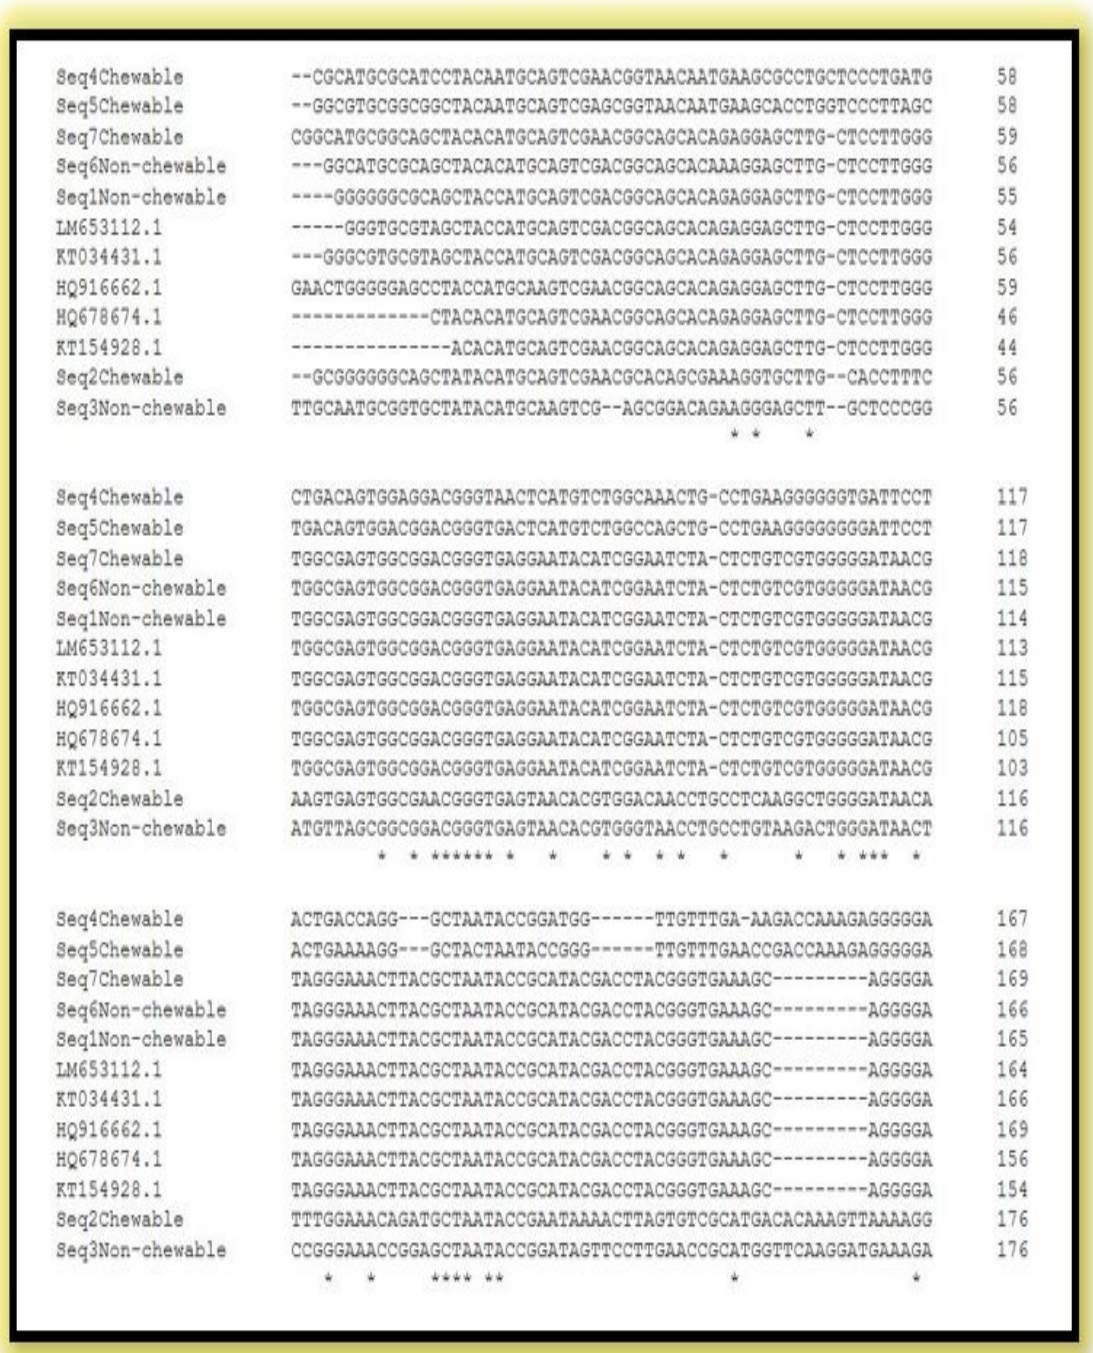 Seq4Chewable --CGCATGCGCATCCTACAATGCAGTCGAACGGTAACAATGAAGCGCCTGCTCCCTGATG 58
Seq5Chewable --GGCGTGCGGCGGCTACAATGCAGTCGAGCGGTAACAATGAAGCACCTGGTCCCTTAGC 58
Seq7Chewable CGGCATGCGGCAGCTACACATGCAGTCGAACGGCAGCACAGAGGAGCTTG-CTCCTTGGG 59
Seq6Non-chewable ---GGCATGCGCAGCTACACATGCAGTCGACGGCAGCACAAAGGAGCTTG-CTCCTTGGG 56
Seq1Non-chewable ----GGGGGGCGCAGCTACCATGCAGTCGACGGCAGCACAGAGGAGCTTG-CTCCTTGGG 55
LM653112.1 -----GGGTGCGTAGCTACCATGCAGTCGACGGCAGCACAGAGGAGCTTG-CTCCTTGGG 54
KT034431.1 ---GGGCGTGCGTAGCTACCATGCAGTCGACGGCAGCACAGAGGAGCTTG-CTCCTTGGG 56
HQ916662.1 GAACTGGGGGAGCCTACCATGCAAGTCGAACGGCAGCACAGAGGAGCTTG-CTCCTTGGG 59
HQ678674.1 -------------CTACACATGCAGTCGAACGGCAGCACAGAGGAGCTTG-CTCCTTGGG 46
KT154928.1 ---------------ACACATGCAGTCGAACGGCAGCACAGAGGAGCTTG-CTCCTTGGG 44
Seq2Chewable --GCGGGGGGCAGCTATACATGCAGTCGAACGCACAGCGAAAGGTGCTTG--CACCTTTC 56
Seq3Non-chewable TTGCAATGCGGTGCTATACATGCAAGTCG--AGCGGACAGAAGGGAGCTT--GCTCCCGG 56
* * *
Seq4Chewable CTGACAGTGGAGGACGGGTAACTCATGTCTGGCAAACTG-CCTGAAGGGGGGTGATTCCT 117
Seq5Chewable TGACAGTGGACGGACGGGTGACTCATGTCTGGCCAGCTG-CCTGAAGGGGGGGGATTCCT 117
Seq7Chewable TGGCGAGTGGCGGACGGGTGAGGAATACATCGGAATCTA-CTCTGTCGTGGGGGATAACG 118
Seq6Non-chewable TGGCGAGTGGCGGACGGGTGAGGAATACATCGGAATCTA-CTCTGTCGTGGGGGATAACG 115
Seq1Non-chewable TGGCGAGTGGCGGACGGGTGAGGAATACATCGGAATCTA-CTCTGTCGTGGGGGATAACG 114
LM653112.1 TGGCGAGTGGCGGACGGGTGAGGAATACATCGGAATCTA-CTCTGTCGTGGGGGATAACG 113
KT034431.1 TGGCGAGTGGCGGACGGGTGAGGAATACATCGGAATCTA-CTCTGTCGTGGGGGATAACG 115
HQ916662.1 TGGCGAGTGGCGGACGGGTGAGGAATACATCGGAATCTA-CTCTGTCGTGGGGGATAACG 118
HQ678674.1 TGGCGAGTGGCGGACGGGTGAGGAATACATCGGAATCTA-CTCTGTCGTGGGGGATAACG 105
KT154928.1 TGGCGAGTGGCGGACGGGTGAGGAATACATCGGAATCTA-CTCTGTCGTGGGGGATAACG 103
Seq2Chewable AAGTGAGTGGCGAACGGGTGAGTAACACGTGGACAACCTGCCTCAAGGCTGGGGATAACA 116
Seq3Non-chewable ATGTTAGCGGCGGACGGGTGAGTAACACGTGGGTAACCTGCCTGTAAGACTGGGATAACT 116
* * ****** * * * * * * * * * *** *
Seq4Chewable ACTGACCAGG---GCTAATACCGGATGG------TTGTTTGA-AAGACCAAAGAGGGGGA 167
Seq5Chewable ACTGAAAAGG---GCTACTAATACCGGG------TTGTTTGAACCGACCAAAGAGGGGGA 168
Seq7Chewable TAGGGAAACTTACGCTAATACCGCATACGACCTACGGGTGAAAGC---------AGGGGA 169
Seq6Non-chewable TAGGGAAACTTACGCTAATACCGCATACGACCTACGGGTGAAAGC---------AGGGGA 166
Seq1Non-chewable TAGGGAAACTTACGCTAATACCGCATACGACCTACGGGTGAAAGC---------AGGGGA 165
LM653112.1 TAGGGAAACTTACGCTAATACCGCATACGACCTACGGGTGAAAGC---------AGGGGA 164
KT034431.1 TAGGGAAACTTACGCTAATACCGCATACGACCTACGGGTGAAAGC---------AGGGGA 166
HQ916662.1 TAGGGAAACTTACGCTAATACCGCATACGACCTACGGGTGAAAGC---------AGGGGA 169
HQ678674.1 TAGGGAAACTTACGCTAATACCGCATACGACCTACGGGTGAAAGC---------AGGGGA 156
KT154928.1 TAGGGAAACTTACGCTAATACCGCATACGACCTACGGGTGAAAGC---------AGGGGA 154
Seq2Chewable TTTGGAAACAGATGCTAATACCGAATAAAACTTAGTGTCGCATGACACAAAGTTAAAAGG 176
Seq3Non-chewable CCGGGAAACCGGAGCTAATACCGGATAGTTCCTTGAACCGCATGGTTCAAGGATGAAAGA 176
* * **** ** * *